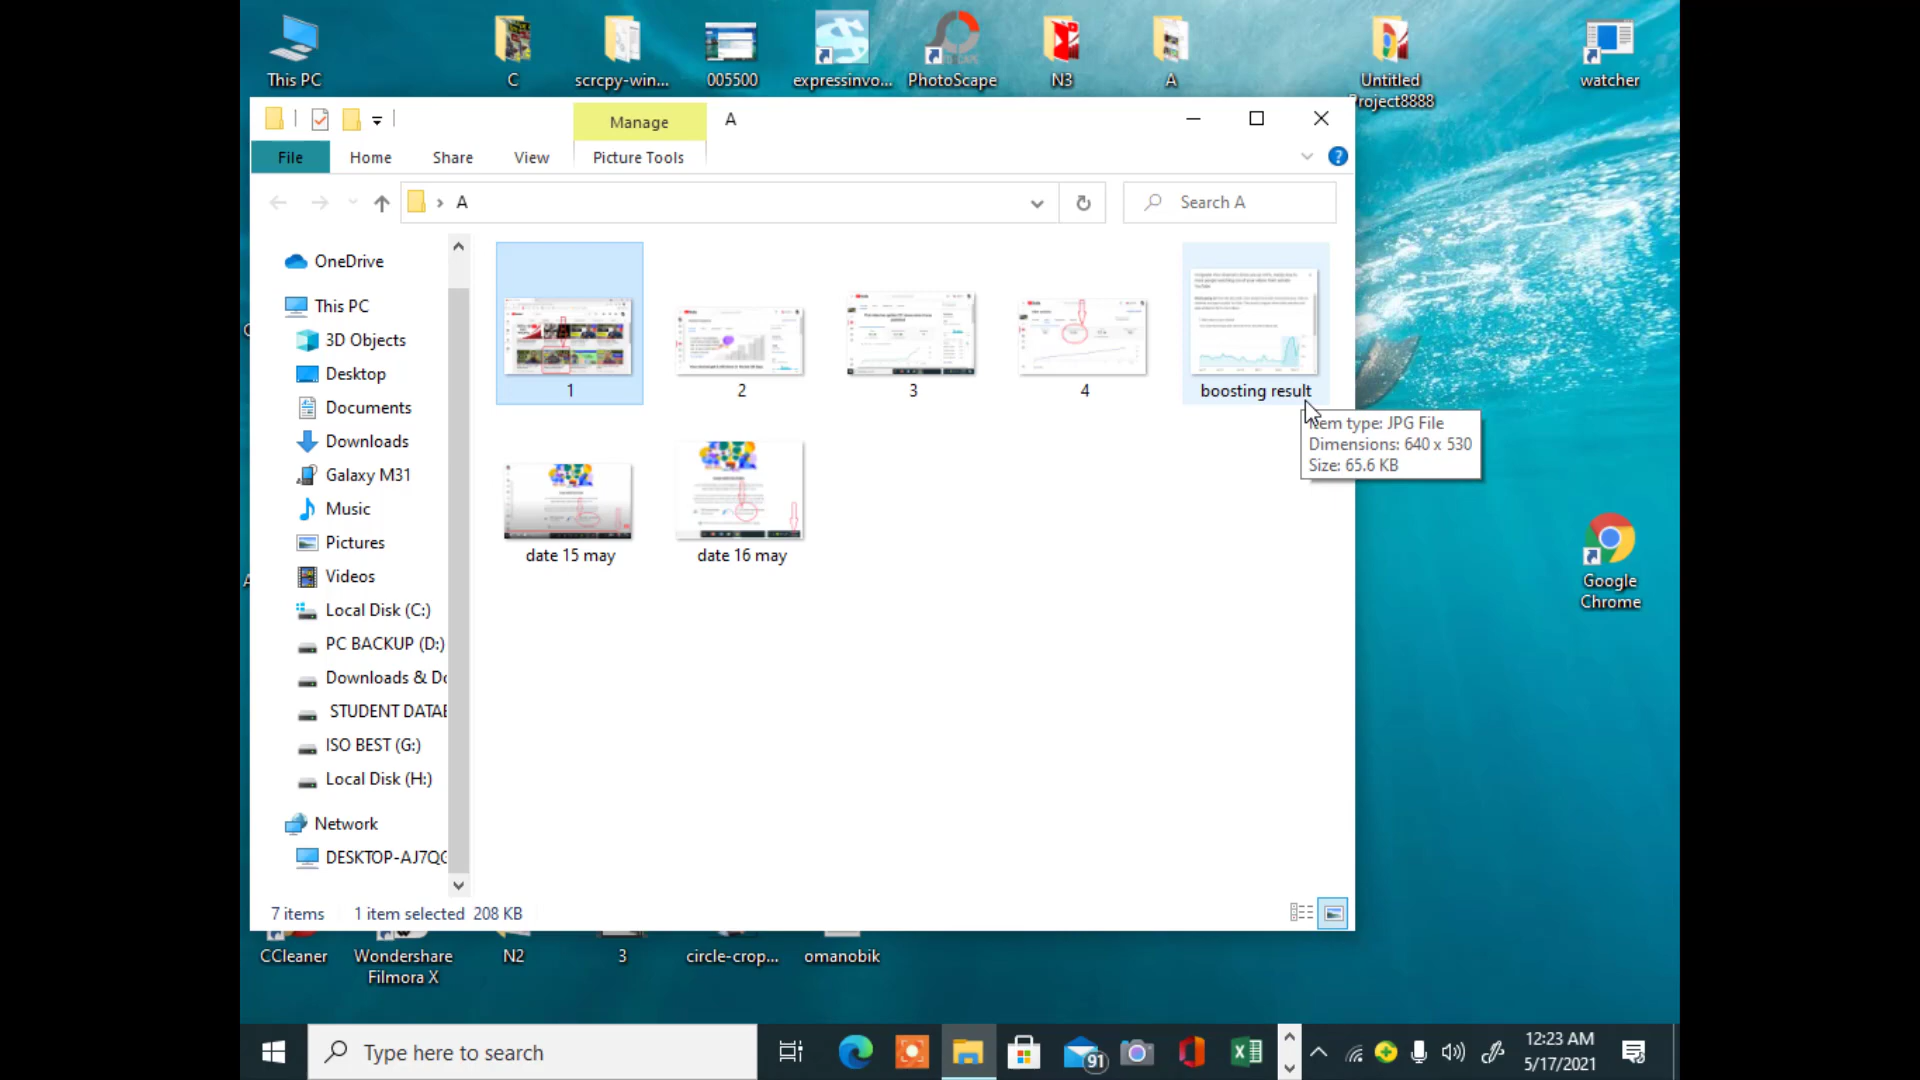 This PC
C
scrcpy-win...
005500
expressinvo...
PhotoScape
N3
A
Untitled
Project8888
watcher
Manage
A
File
Home
Share
View
Picture Tools
A
Search A
OneDrive
This PC
3D Objects
Desktop
Documents
Downloads
Galaxy M31
Music
Pictures
Videos
Local Disk (C:)
PC BACKUP (D:)
Downloads & Do
STUDENT DATAB
ISO BEST (G:)
Local Disk (H:)
Network
DESKTOP-AJ7QG
1
2
3
4
boosting result
Item type: JPG File
Dimensions: 640 x 530
Size: 65.6 KB
date 15 may
date 16 may
Google
Chrome
7 items
1 item selected 208 KB
CCleaner
Wondershare
Filmora X
N2
3
circle-crop...
omanobik
Type here to search
91
12:23 AM
5/17/2021